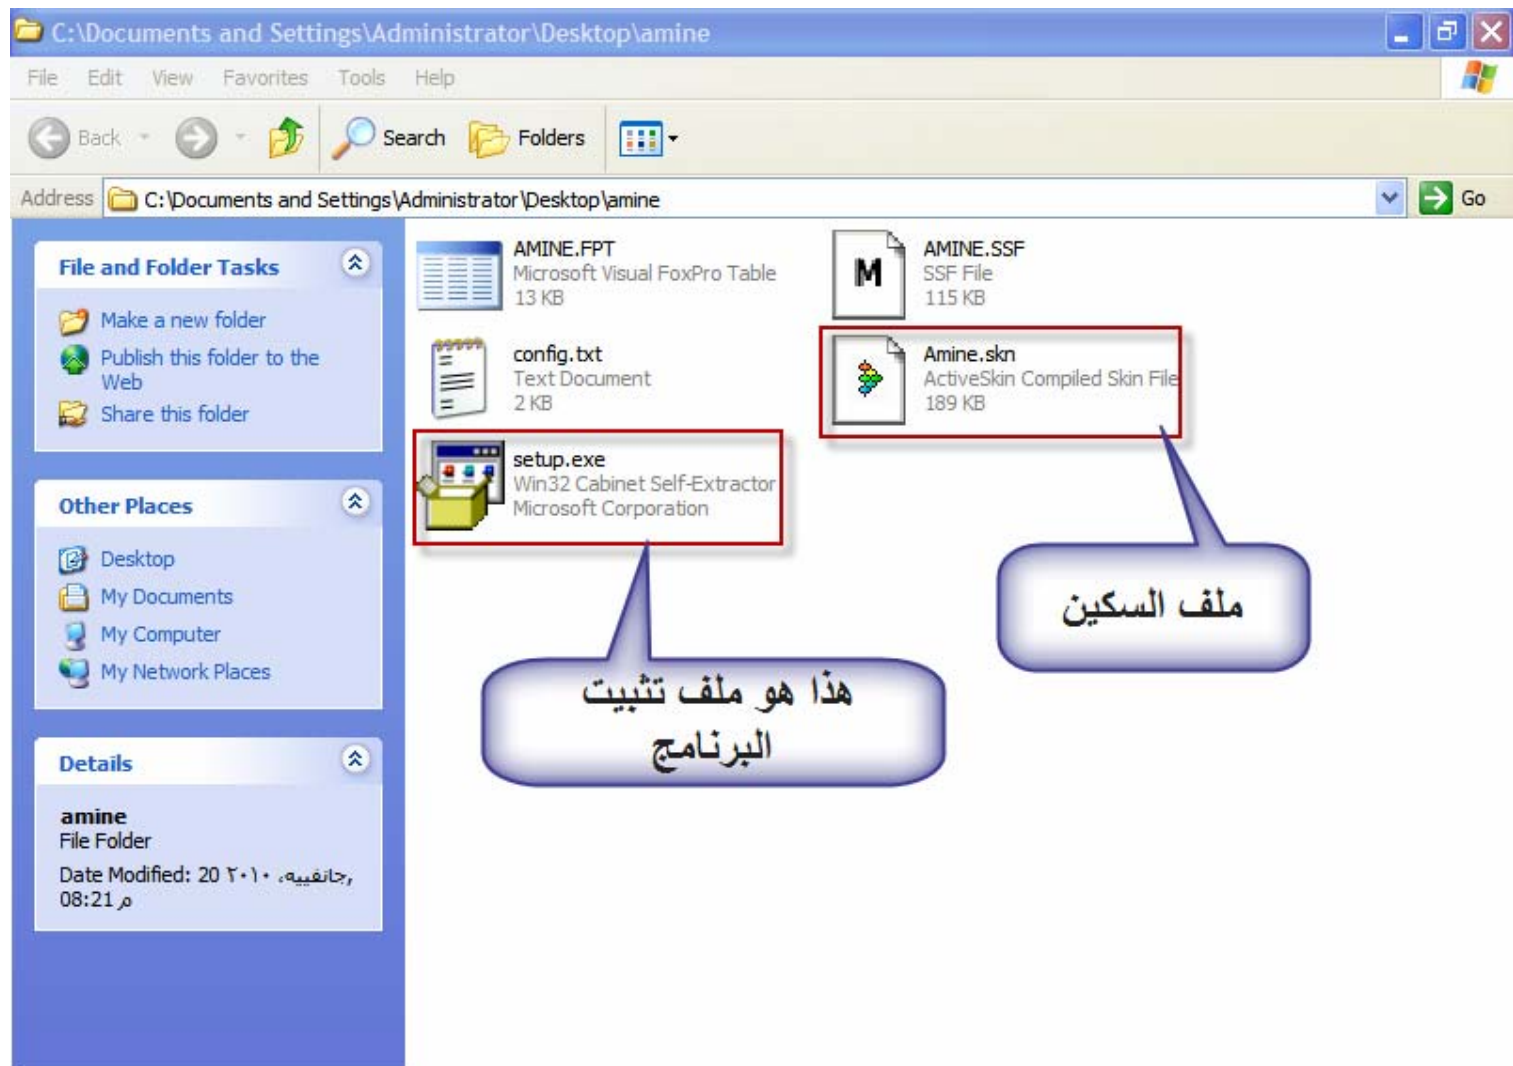 C:\Documents and Settings\Administrator\Desktop\amine
File Edit View Favorites Tools Help
Back Search Folders
Address C:\Documents and Settings\Administrator\Desktop\amine Go
File and Folder Tasks
Make a new folder
Publish this folder to the
Web
Share this folder
Other Places
Desktop
My Documents
My Computer
My Network Places
Details
amine
File Folder
Date Modified: 20 جانفييه, ٢٠١٠،
08:21 م
AMINE.FPT
Microsoft Visual FoxPro Table
13 KB
AMINE.SSF
SSF File
115 KB
config.txt
Text Document
2 KB
Amine.skn
ActiveSkin Compiled Skin File
189 KB
setup.exe
Win32 Cabinet Self-Extractor
Microsoft Corporation
ملف السكين
هذا هو ملف تثبيت
البرنامج